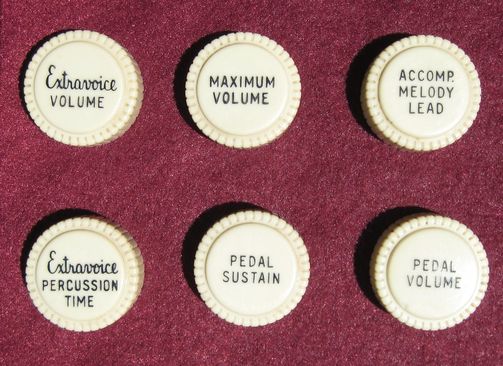 Extravoice
VOLUME
MAXIMUM
VOLUME
ACCOMP.
MELODY
LEAD
Extravoice
PERCUSSION
TIME
PEDAL
SUSTAIN
PEDAL
VOLUME